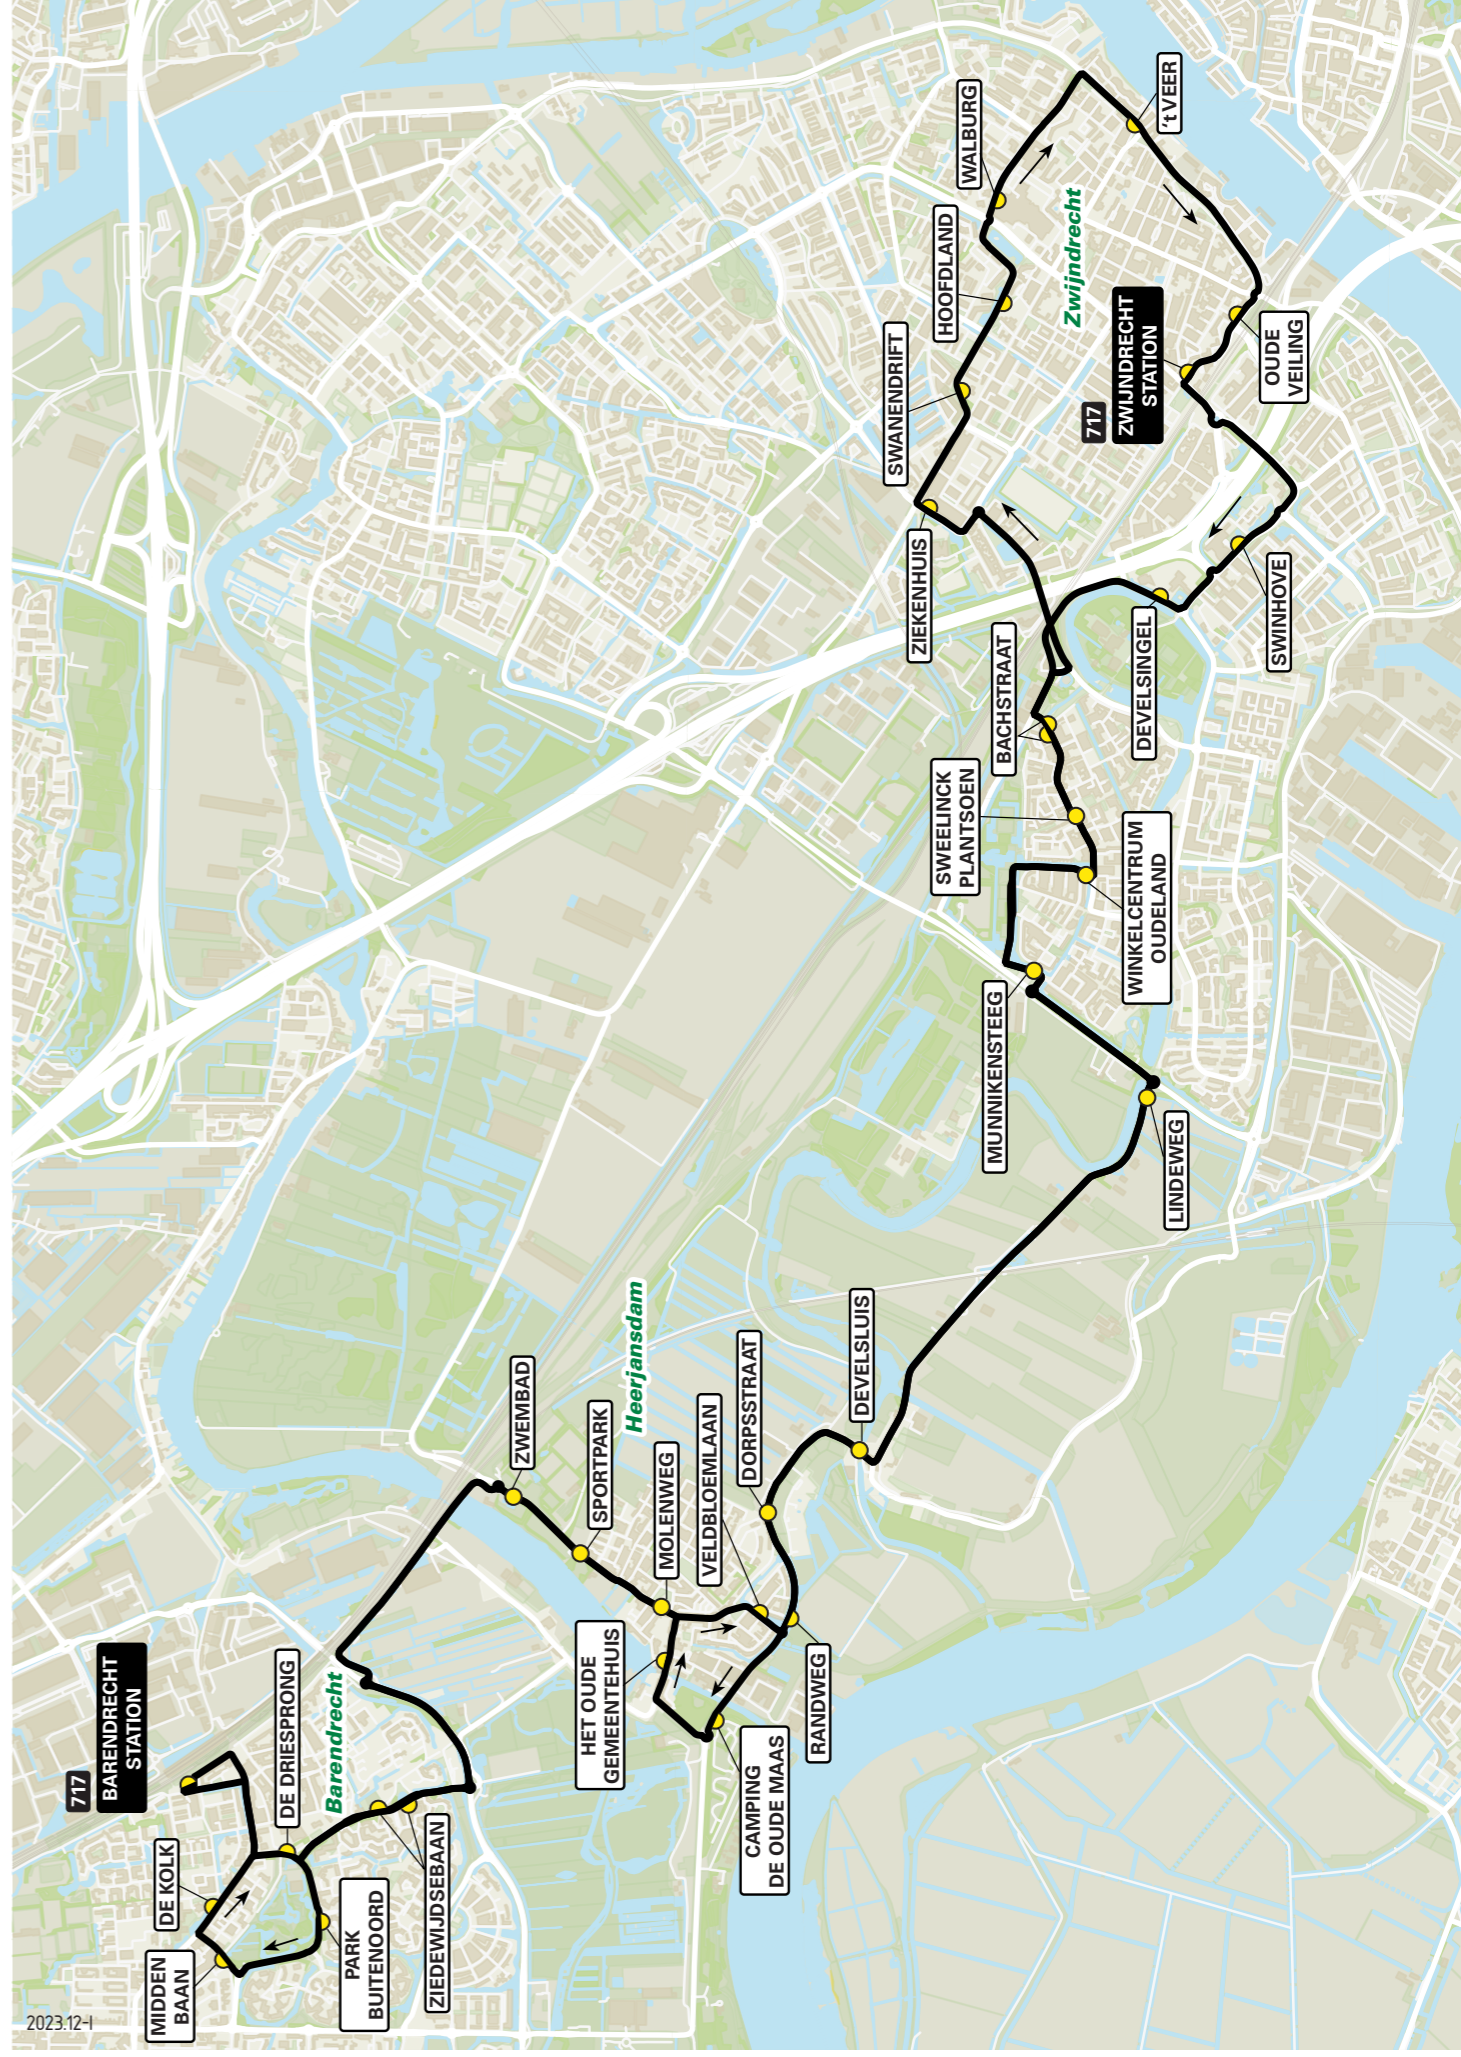 717
BARENDRECHT
STATION
DE KOLK
MIDDEN
BAAN
DE DRIESPRONG
PARK
BUITENOORD
ZIEDEWIJDSEBAAN
Barendrecht
ZWEMBAD
SPORTPARK
Heerjansdam
MOLENWEG
HET OUDE
GEMEENTEHUIS
VELDBLOEMLAAN
DORPSSTRAAT
CAMPING
DE OUDE MAAS
RANDWEG
DEVELSLUIS
LINDEWEG
MUNNIKENSTEEG
WINKELCENTRUM
OUDELAND
SWEELINCK
PLANTSOEN
BACHSTRAAT
DEVELSINGEL
SWINHOVE
ZIEKENHUIS
SWANENDRIFT
HOOFDLAND
WALBURG
Zwijndrecht
't VEER
OUDE
VEILING
717
ZWIJNDRECHT
STATION
2023.12-I